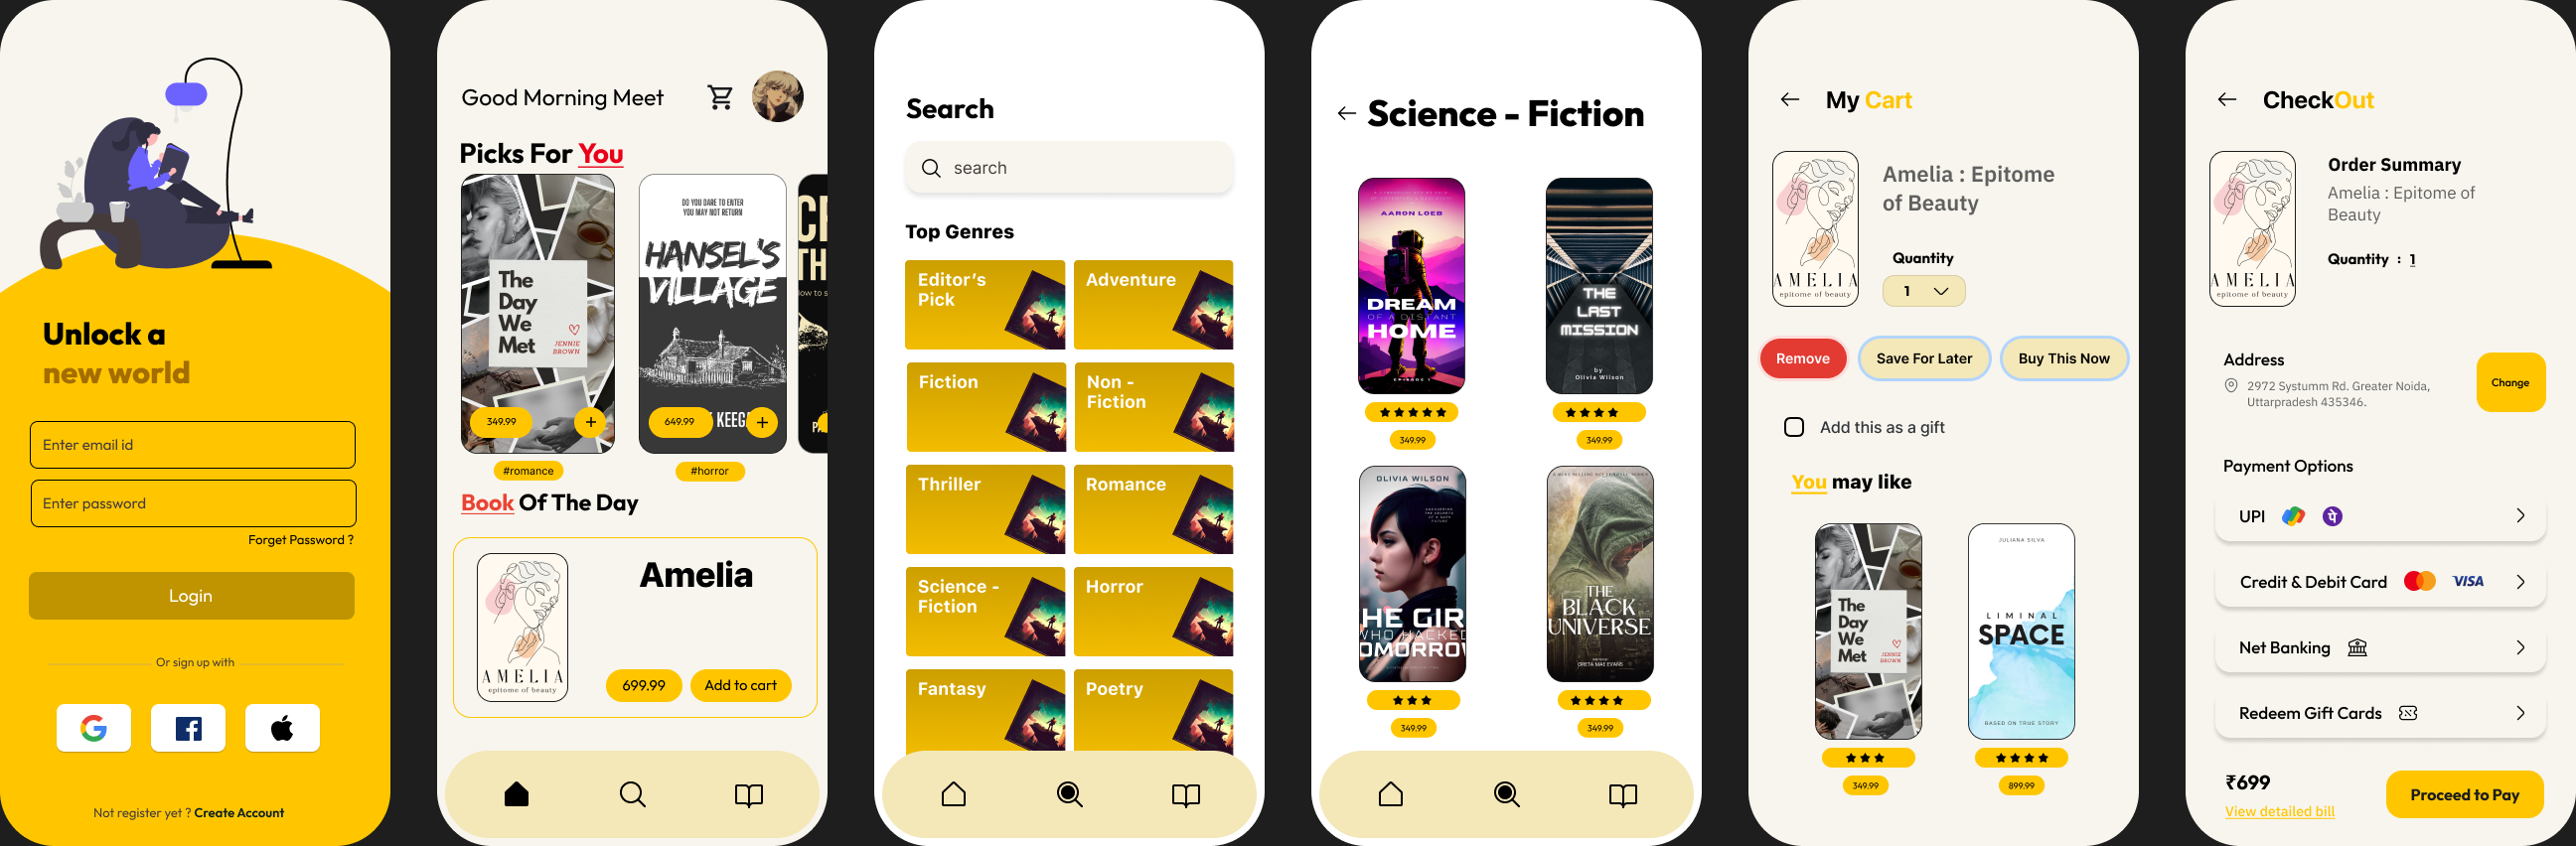 Unlock a
new world
Enter email id
Enter password
Forget Password ?
Login
Or sign up with
Not register yet ? Create Account
Good Morning Meet
Picks For You
The
Day
We
Met
JENNIE
BROWN
349.99
+
#romance
DO YOU DARE TO ENTER
YOU MAY NOT RETURN
HANSEL'S
VILLAGE
649.99
+
#horror
Book Of The Day
AMELIA
epitome of beauty
Amelia
699.99
Add to cart
Search
search
Top Genres
Editor's
Pick
Adventure
Fiction
Non -
Fiction
Thriller
Romance
Science -
Fiction
Horror
Fantasy
Poetry
Science - Fiction
AARON LOEB
DREAM
OF A DISTANT
HOME
EPISODE 1
349.99
THE
LAST
MISSION
by
Olivia Wilson
349.99
OLIVIA WILSON
HE GIR
WHO HACKED
OMORROW
349.99
THE
BLACK
UNIVERSE
349.99
My Cart
AMELIA
epitome of beauty
Amelia : Epitome
of Beauty
Quantity
1
Remove
Save For Later
Buy This Now
Add this as a gift
You may like
The
Day
We
Met
JENNIE
BROWN
349.99
JULIANA SILVA
LIMINAL
SPACE
BASED ON TRUE STORY
899.99
CheckOut
AMELIA
epitome of beauty
Order Summary
Amelia : Epitome of
Beauty
Quantity : 1
Address
2972 Systumm Rd. Greater Noida,
Uttarpradesh 435346.
Change
Payment Options
UPI
पे
Credit & Debit Card
VISA
Net Banking
Redeem Gift Cards
₹699
View detailed bill
Proceed to Pay